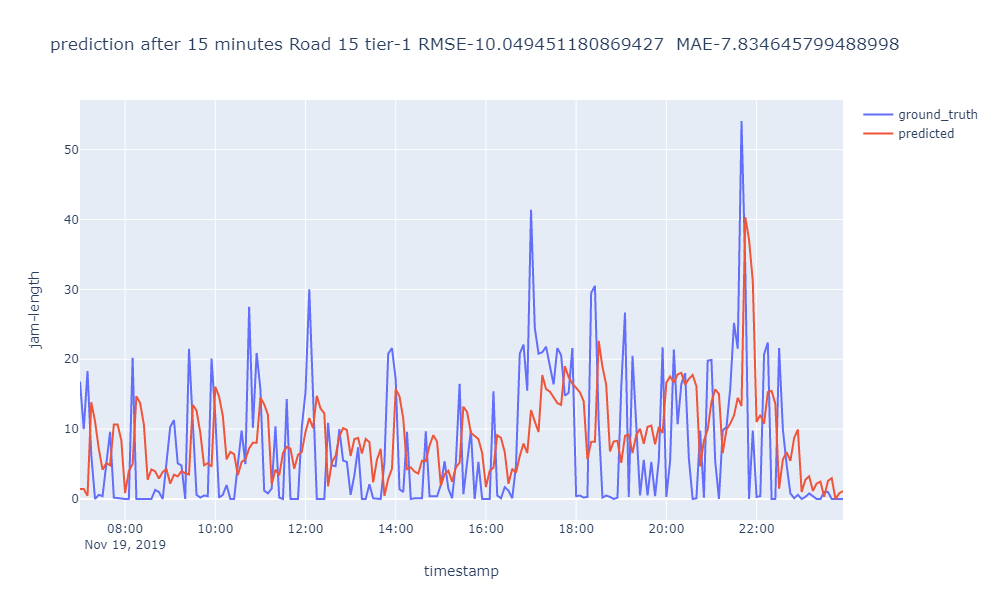 prediction after 15 minutes Road 15 tier-1 RMSE-10.049451180869427  MAE-7.834645799488998
ground_truth
predicted
50
40
30
20
10
0
jam-length
08:00 10:00 12:00 14:00 16:00 18:00 20:00 22:00
Nov 19, 2019
timestamp